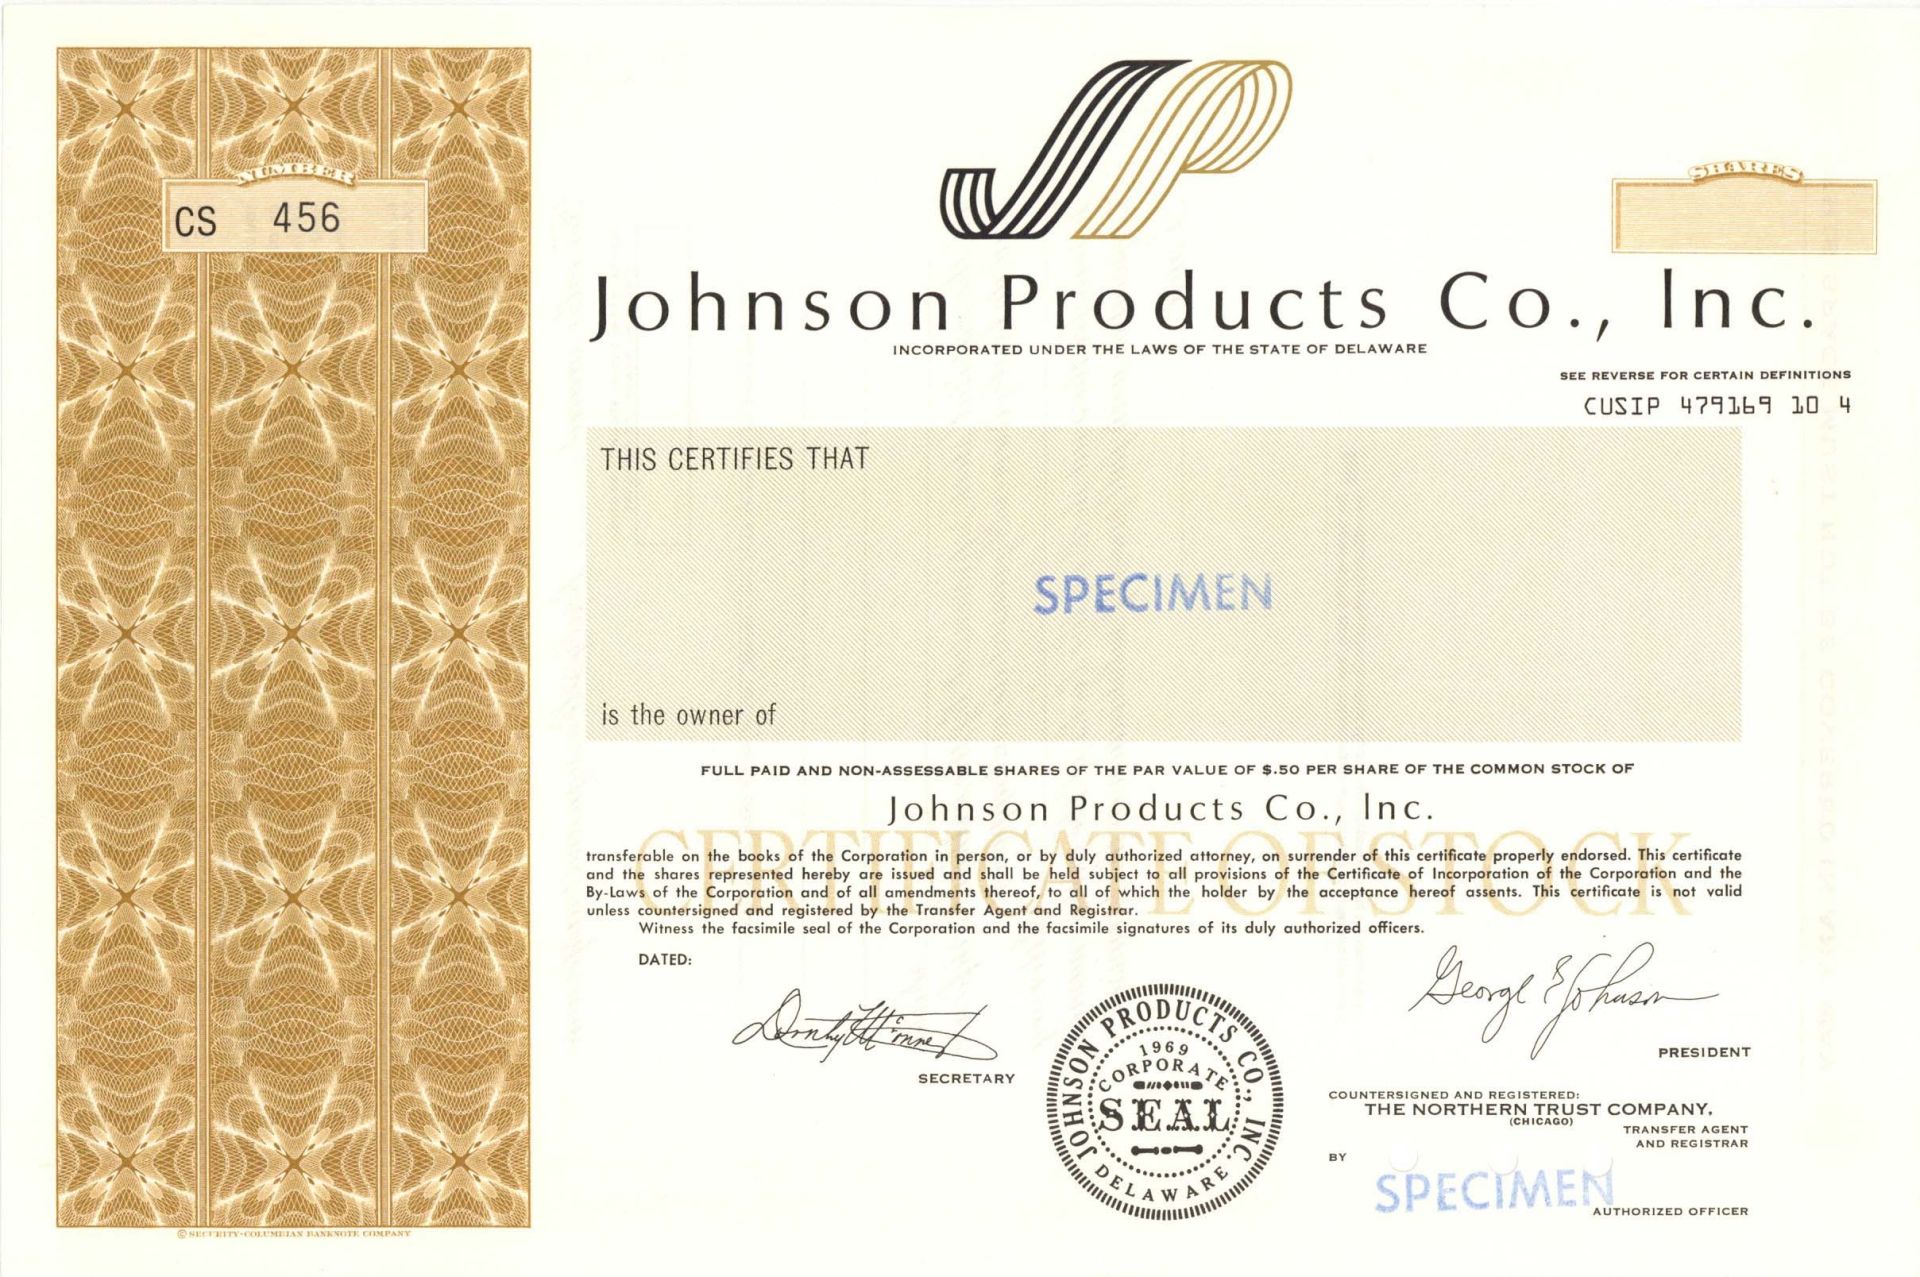 JP
NUMBER
CS 456
SHARES
Johnson Products Co., Inc.
INCORPORATED UNDER THE LAWS OF THE STATE OF DELAWARE
SEE REVERSE FOR CERTAIN DEFINITIONS
CUSIP 479169 10 4
THIS CERTIFIES THAT
SPECIMEN
is the owner of
FULL PAID AND NON-ASSESSABLE SHARES OF THE PAR VALUE OF $.50 PER SHARE OF THE COMMON STOCK OF
Johnson Products Co., Inc.
CERTIFICATE OF STOCK
transferable on the books of the Corporation in person, or by duly authorized attorney, on surrender of this certificate properly endorsed. This certificate
and the shares represented hereby are issued and shall be held subject to all provisions of the Certificate of Incorporation of the Corporation and the
By-Laws of the Corporation and of all amendments thereof, to all of which the holder by the acceptance hereof assents. This certificate is not valid
unless countersigned and registered by the Transfer Agent and Registrar.
Witness the facsimile seal of the Corporation and the facsimile signatures of its duly authorized officers.
DATED:
Dorothy McConner
SECRETARY
JOHNSON PRODUCTS CO., INC.
1969
CORPORATE
SEAL
DELAWARE
George E Johnson
PRESIDENT
COUNTERSIGNED AND REGISTERED:
THE NORTHERN TRUST COMPANY,
(CHICAGO)
TRANSFER AGENT
AND REGISTRAR
BY
SPECIMEN
AUTHORIZED OFFICER
© SECURITY-COLUMBIAN BANKNOTE COMPANY